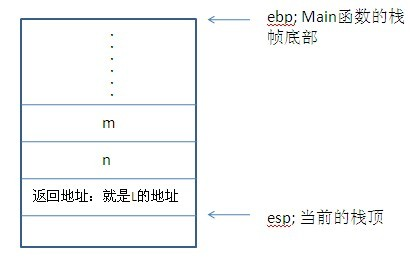 ebp; Main函数的栈
帧底部
m
n
返回地址：就是L的地址
esp; 当前的栈顶